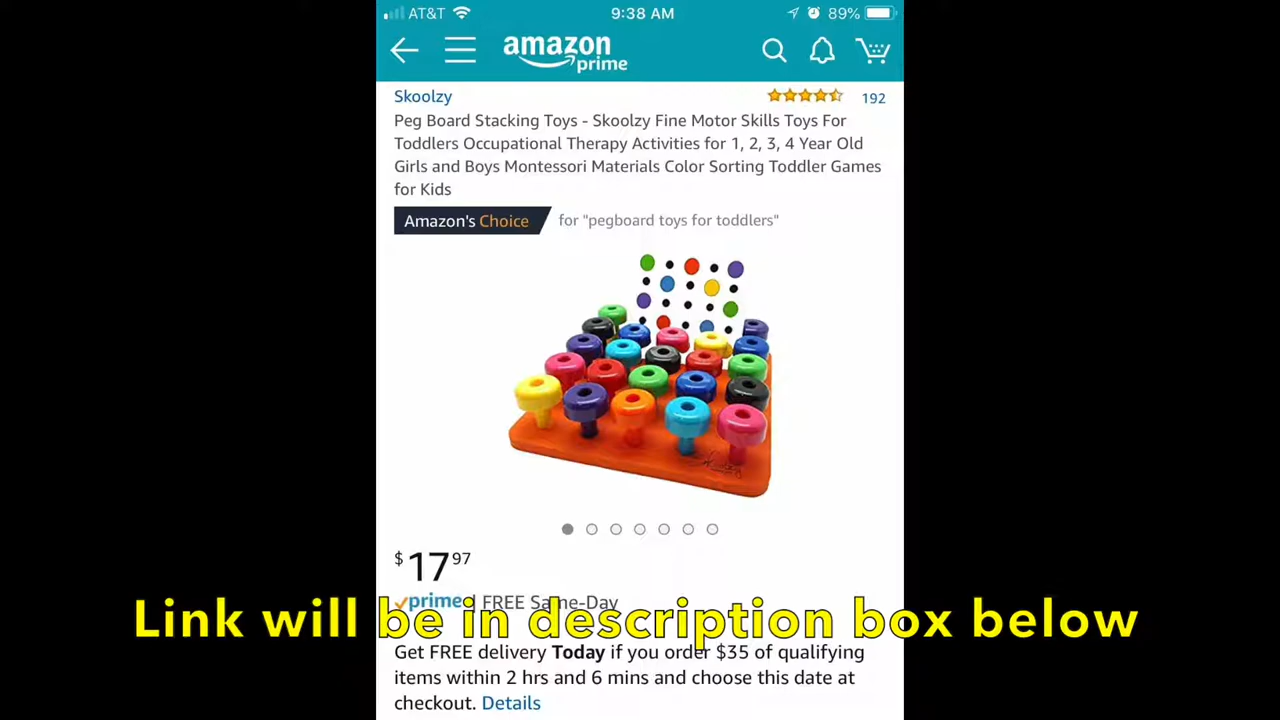 AT&T 9:38 AM 89%
amazon prime
Skoolzy 192
Peg Board Stacking Toys - Skoolzy Fine Motor Skills Toys For
Toddlers Occupational Therapy Activities for 1, 2, 3, 4 Year Old
Girls and Boys Montessori Materials Color Sorting Toddler Games
for Kids
Amazon's Choice for "pegboard toys for toddlers"
$17.97
prime | FREE Same-Day
Link will be in description box below
Get FREE delivery Today if you order $35 of qualifying
items within 2 hrs and 6 mins and choose this date at
checkout. Details